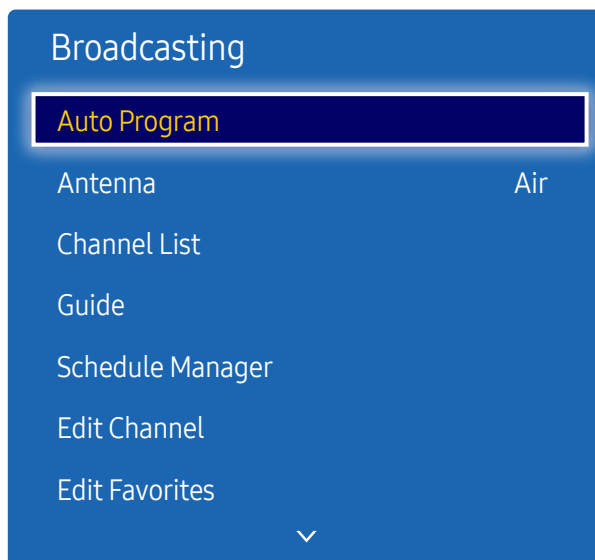 Broadcasting
Auto Program
Antenna Air
Channel List
Guide
Schedule Manager
Edit Channel
Edit Favorites